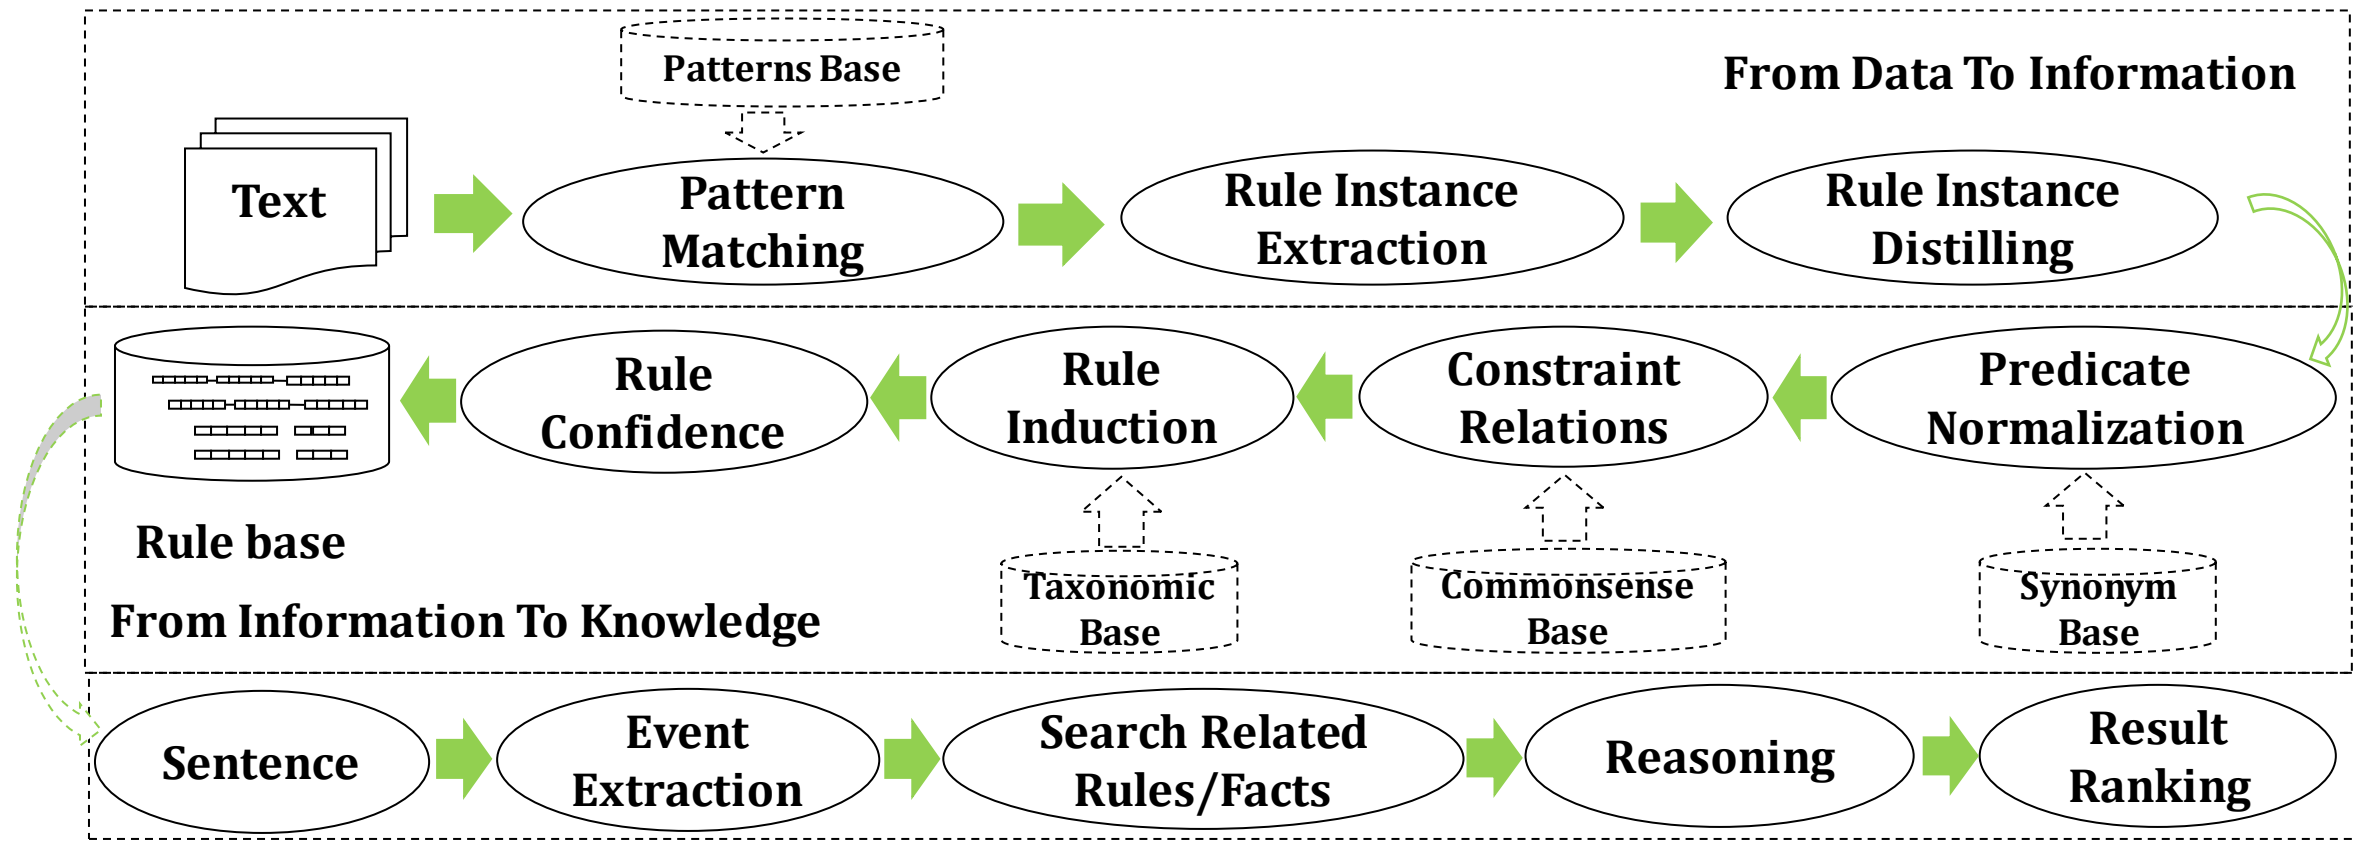 Patterns Base
From Data To Information
Text
Pattern
Matching
Rule Instance
Extraction
Rule Instance
Distilling
Rule
Confidence
Rule
Induction
Constraint
Relations
Predicate
Normalization
Rule base
Taxonomic
Base
Commonsense
Base
Synonym
Base
From Information To Knowledge
Sentence
Event
Extraction
Search Related
Rules/Facts
Reasoning
Result
Ranking